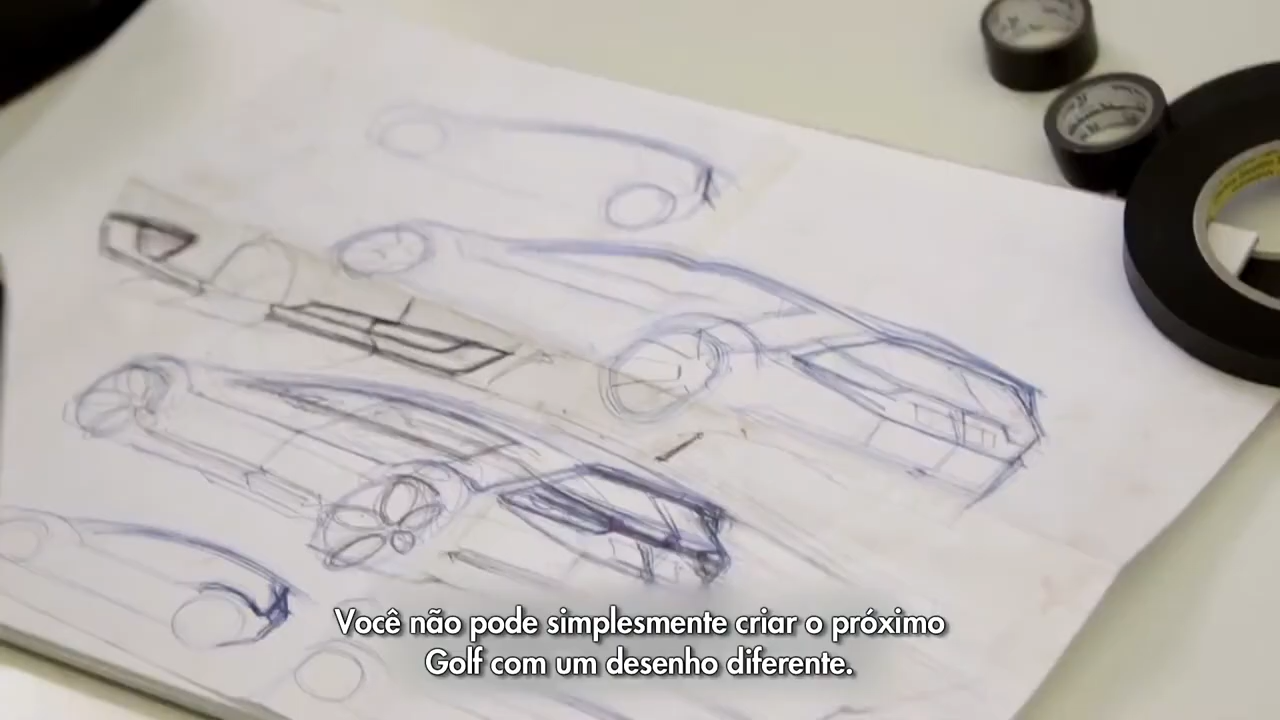 Você não pode simplesmente criar o próximo
Golf com um desenho diferente.